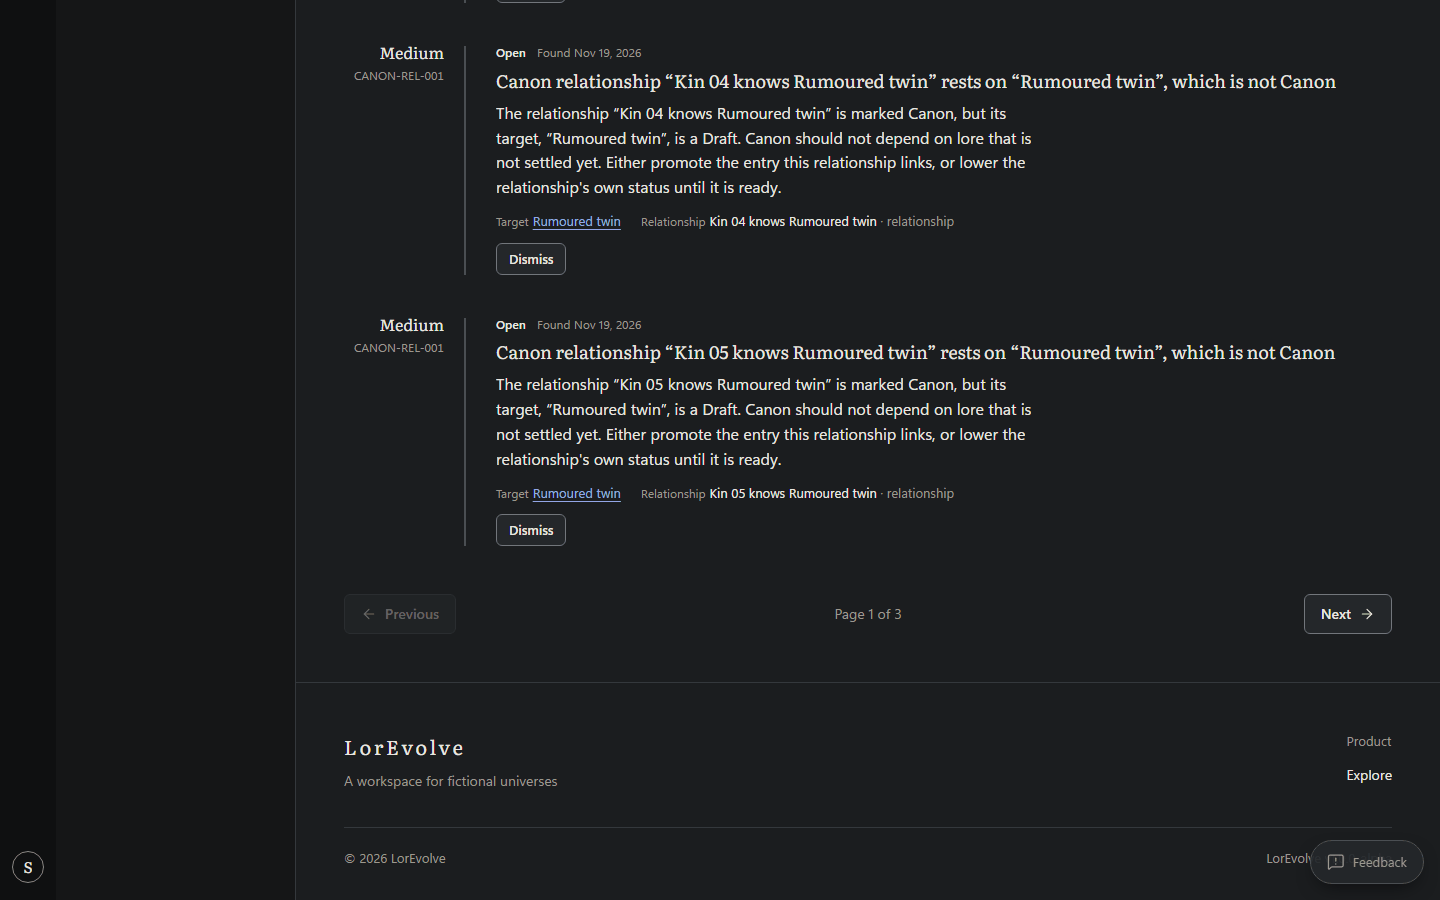 Medium
CANON-REL-001
Open Found Nov 19, 2026
Canon relationship “Kin 04 knows Rumoured twin” rests on “Rumoured twin”, which is not Canon
The relationship “Kin 04 knows Rumoured twin” is marked Canon, but its
target, “Rumoured twin”, is a Draft. Canon should not depend on lore that is
not settled yet. Either promote the entry this relationship links, or lower the
relationship's own status until it is ready.
Target Rumoured twin Relationship Kin 04 knows Rumoured twin · relationship
Dismiss
Medium
CANON-REL-001
Open Found Nov 19, 2026
Canon relationship “Kin 05 knows Rumoured twin” rests on “Rumoured twin”, which is not Canon
The relationship “Kin 05 knows Rumoured twin” is marked Canon, but its
target, “Rumoured twin”, is a Draft. Canon should not depend on lore that is
not settled yet. Either promote the entry this relationship links, or lower the
relationship's own status until it is ready.
Target Rumoured twin Relationship Kin 05 knows Rumoured twin · relationship
Dismiss
Previous
Page 1 of 3
Next
LorEvolve
A workspace for fictional universes
Product
Explore
© 2026 LorEvolve
S
Feedback